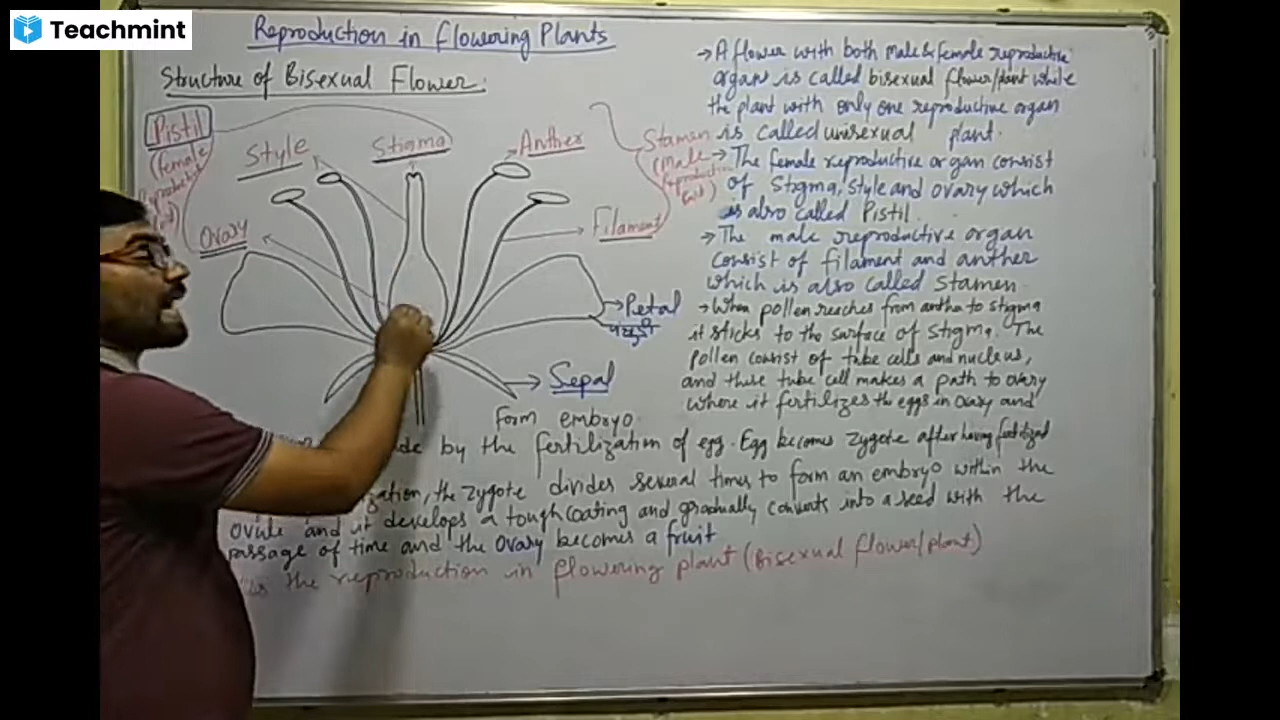 Teachmint
Reproduction in flowering Plants
Structure of Bisexual Flower.
Pistil
(female
Style
Stigma
Anther
Stamen
(male
Ovary
Filament
Petal
Sepal
→ A flower with both male & female reproductive
organ is called bisexual flower/plant while
the plant with only one reproductive organ
is called unisexual plant.
→ The female reproductive organ consist
of Stigma, style and ovary which
is also called Pistil.
→ The male reproductive organ
consist of filament and anther
which is also called Stamen.
→ When pollen reaches from antha to stigma
it sticks to the surface of stigma. The
pollen consist of tube cells and nucleus,
and these tube cell makes a path to ovary
where it fertilizes the eggs in ovary and
form embryo.
by the fertilization of egg. Egg becomes zygote after having fertilized
the zygote divides several times to form an embryo within the
ovule and it develops a tough coating and gradually converts into a seed with the
passage of time and the ovary becomes a fruit
is the reproduction in flowering plant (Bisexual flower/plant)